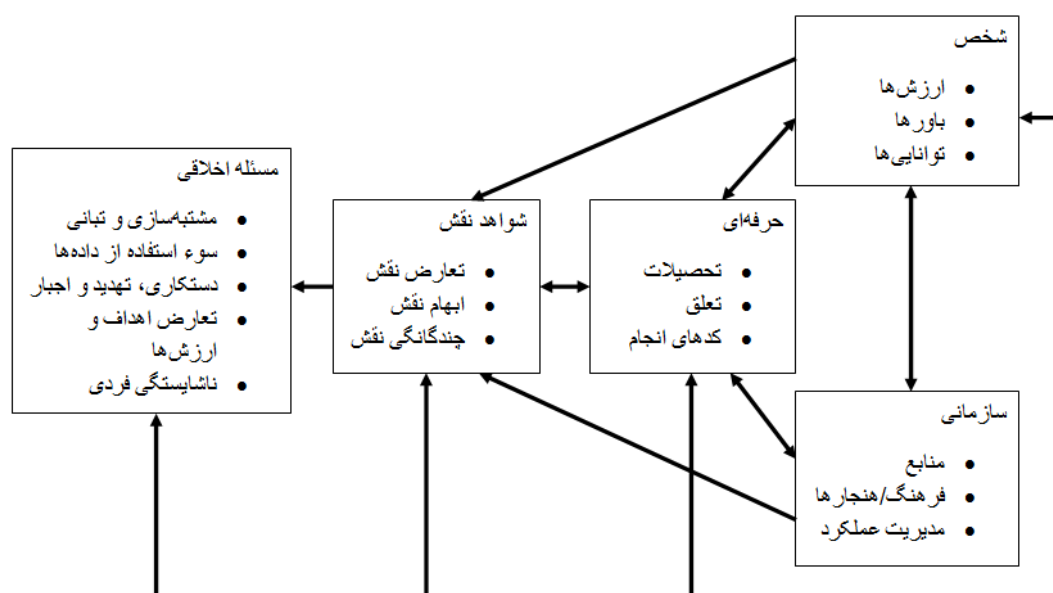 شخص
ارزش‌ها
باورها
توانایی‌ها
حرفه‌ای
تحصیلات
تعلق
کدهای انجام
سازمانی
منابع
فرهنگ/هنجارها
مدیریت عملکرد
شواهد نقش
تعارض نقش
ابهام نقش
چندگانگی نقش
مسئله اخلاقی
مشتبه‌سازی و تبانی
سوء استفاده از داده‌ها
دستکاری، تهدید و اجبار
تعارض اهداف و
ارزش‌ها
ناشایستگی فردی